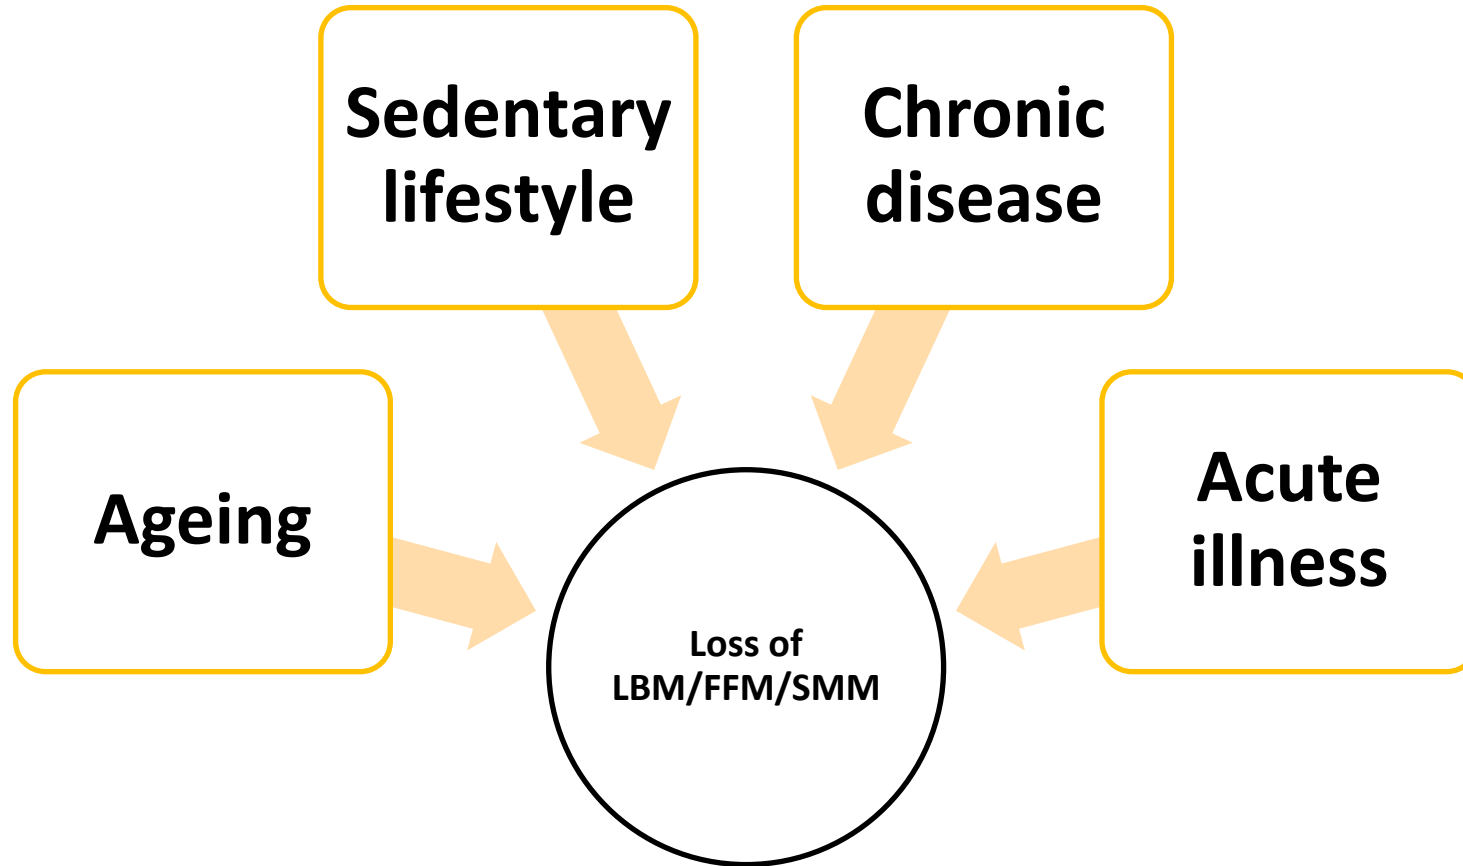 Sedentary
lifestyle
Chronic
disease
Ageing
Acute
illness
Loss of
LBM/FFM/SMM